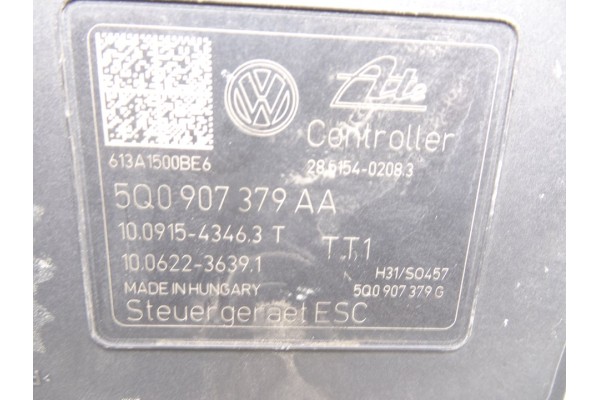 Ate
Controller
613A1500BE6
28.5154-0208.3
5Q0 907 379 AA
10.0915-4346.3 T
TT1
10.0622-3639.1
H31/S0457
MADE IN HUNGARY
5Q0 907 379 G
Steuergeraet ESC